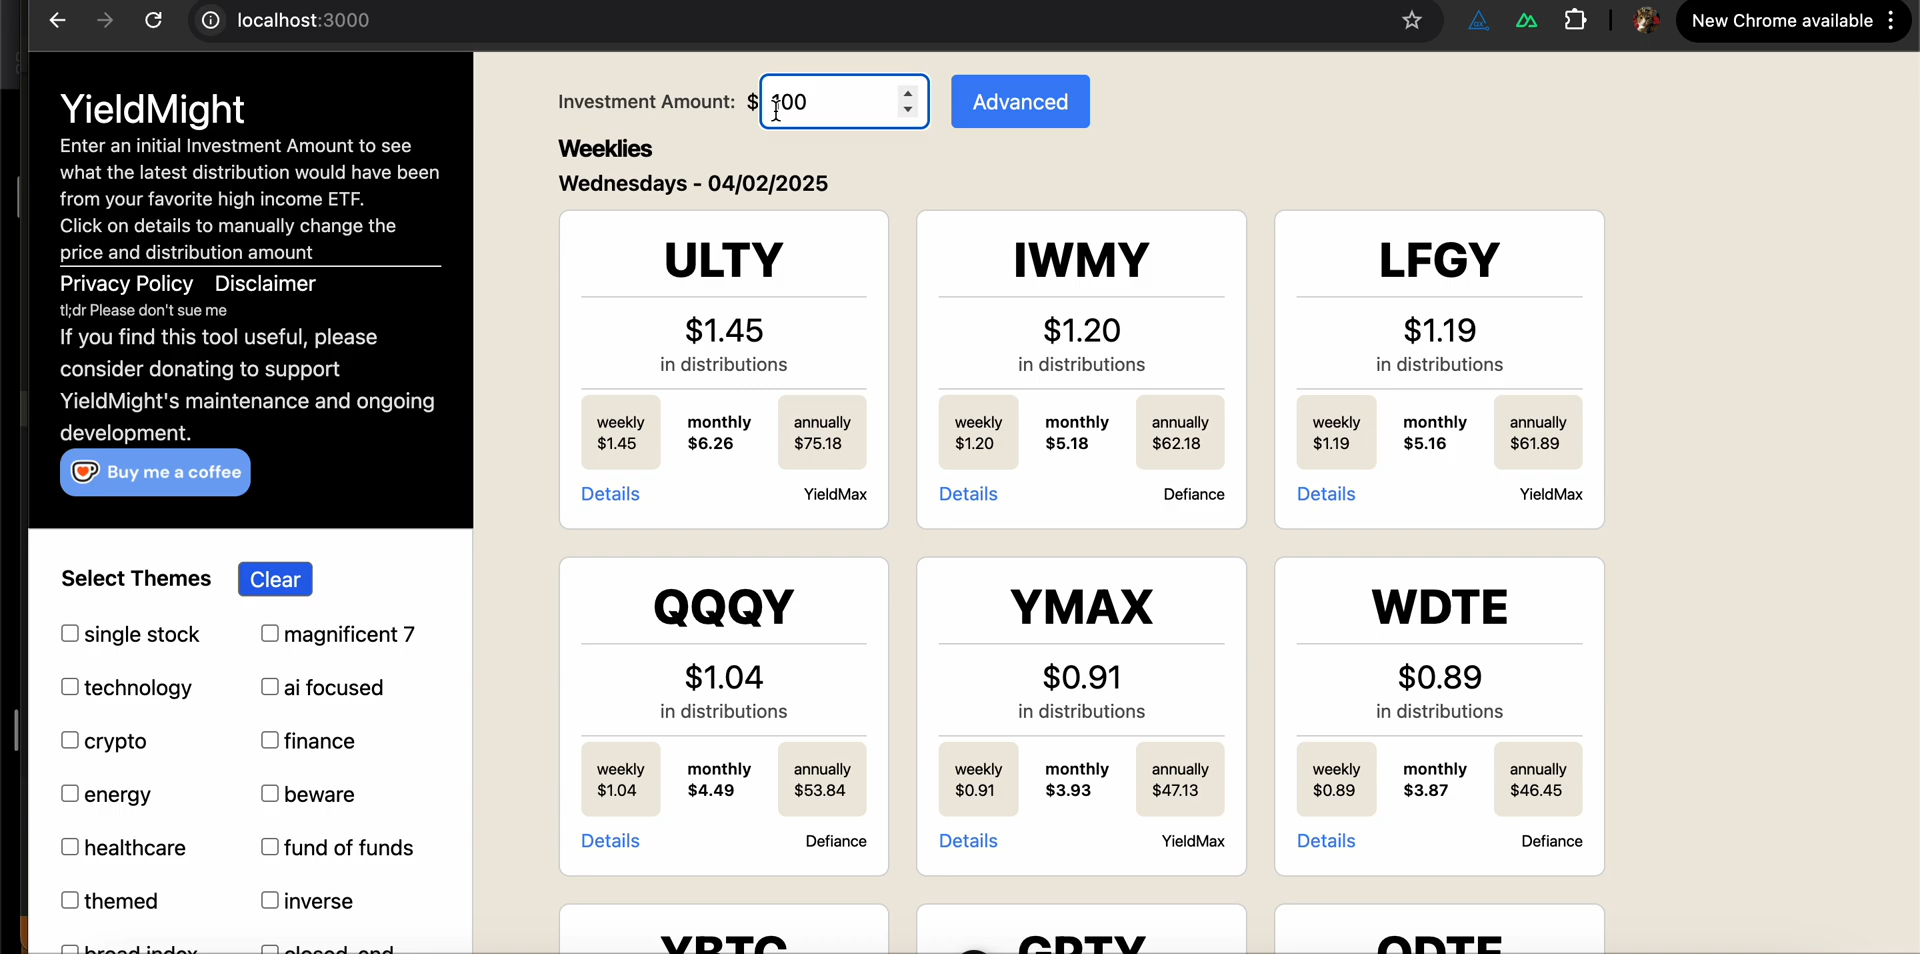 localhost:3000
New Chrome available
YieldMight
Enter an initial Investment Amount to see
what the latest distribution would have been
from your favorite high income ETF.
Click on details to manually change the
price and distribution amount
Privacy Policy Disclaimer
tl;dr Please don't sue me
If you find this tool useful, please
consider donating to support
YieldMight's maintenance and ongoing
development.
Buy me a coffee
Select Themes Clear
single stock magnificent 7
technology ai focused
crypto finance
energy beware
healthcare fund of funds
themed inverse
Investment Amount: $ 100 Advanced
Weeklies
Wednesdays - 04/02/2025
ULTY
$1.45
in distributions
weekly monthly annually
$1.45 $6.26 $75.18
Details YieldMax
IWMY
$1.20
in distributions
weekly monthly annually
$1.20 $5.18 $62.18
Details Defiance
LFGY
$1.19
in distributions
weekly monthly annually
$1.19 $5.16 $61.89
Details YieldMax
QQQY
$1.04
in distributions
weekly monthly annually
$1.04 $4.49 $53.84
Details Defiance
YMAX
$0.91
in distributions
weekly monthly annually
$0.91 $3.93 $47.13
Details YieldMax
WDTE
$0.89
in distributions
weekly monthly annually
$0.89 $3.87 $46.45
Details Defiance